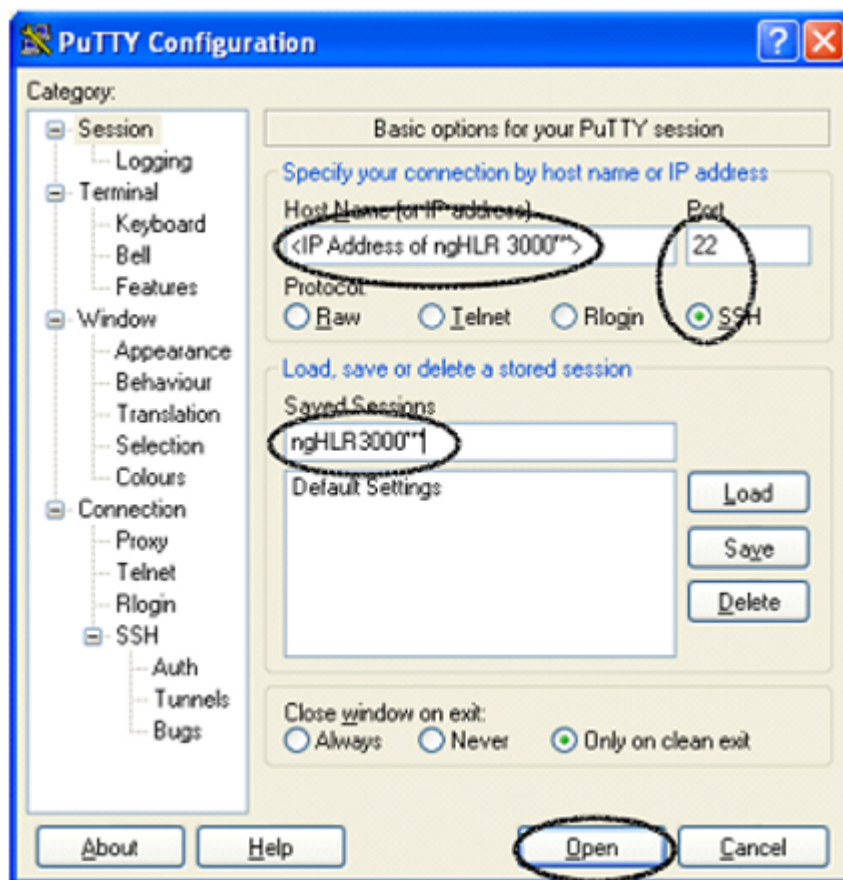 PuTTY Configuration
Category:
Session
Logging
Terminal
Keyboard
Bell
Features
Window
Appearance
Behaviour
Translation
Selection
Colours
Connection
Proxy
Telnet
Rlogin
SSH
Auth
Tunnels
Bugs
Basic options for your PuTTY session
Specify your connection by host name or IP address
Host Name (or IP address) Port
<IP Address of ngHLR 3000***> 22
Protocol:
Raw Telnet Rlogin SSH
Load, save or delete a stored session
Saved Sessions
ngHLR3000***
Default Settings
Load
Save
Delete
Close window on exit:
Always Never Only on clean exit
About Help Open Cancel